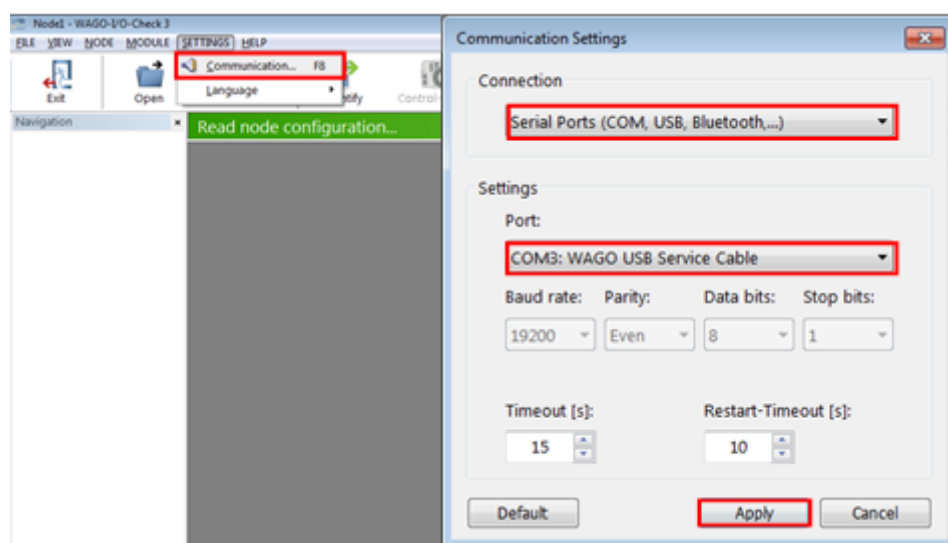 Node1 - WAGO-I/O-Check 3
FILE VIEW NODE MODULE SETTINGS HELP
Communication... F8
Language
Exit
Open
Navigation
Read node configuration...
Communication Settings
Connection
Serial Ports (COM, USB, Bluetooth,...)
Settings
Port:
COM3: WAGO USB Service Cable
Baud rate: Parity: Data bits: Stop bits:
19200 Even 8 1
Timeout [s]: Restart-Timeout [s]:
15 10
Default Apply Cancel